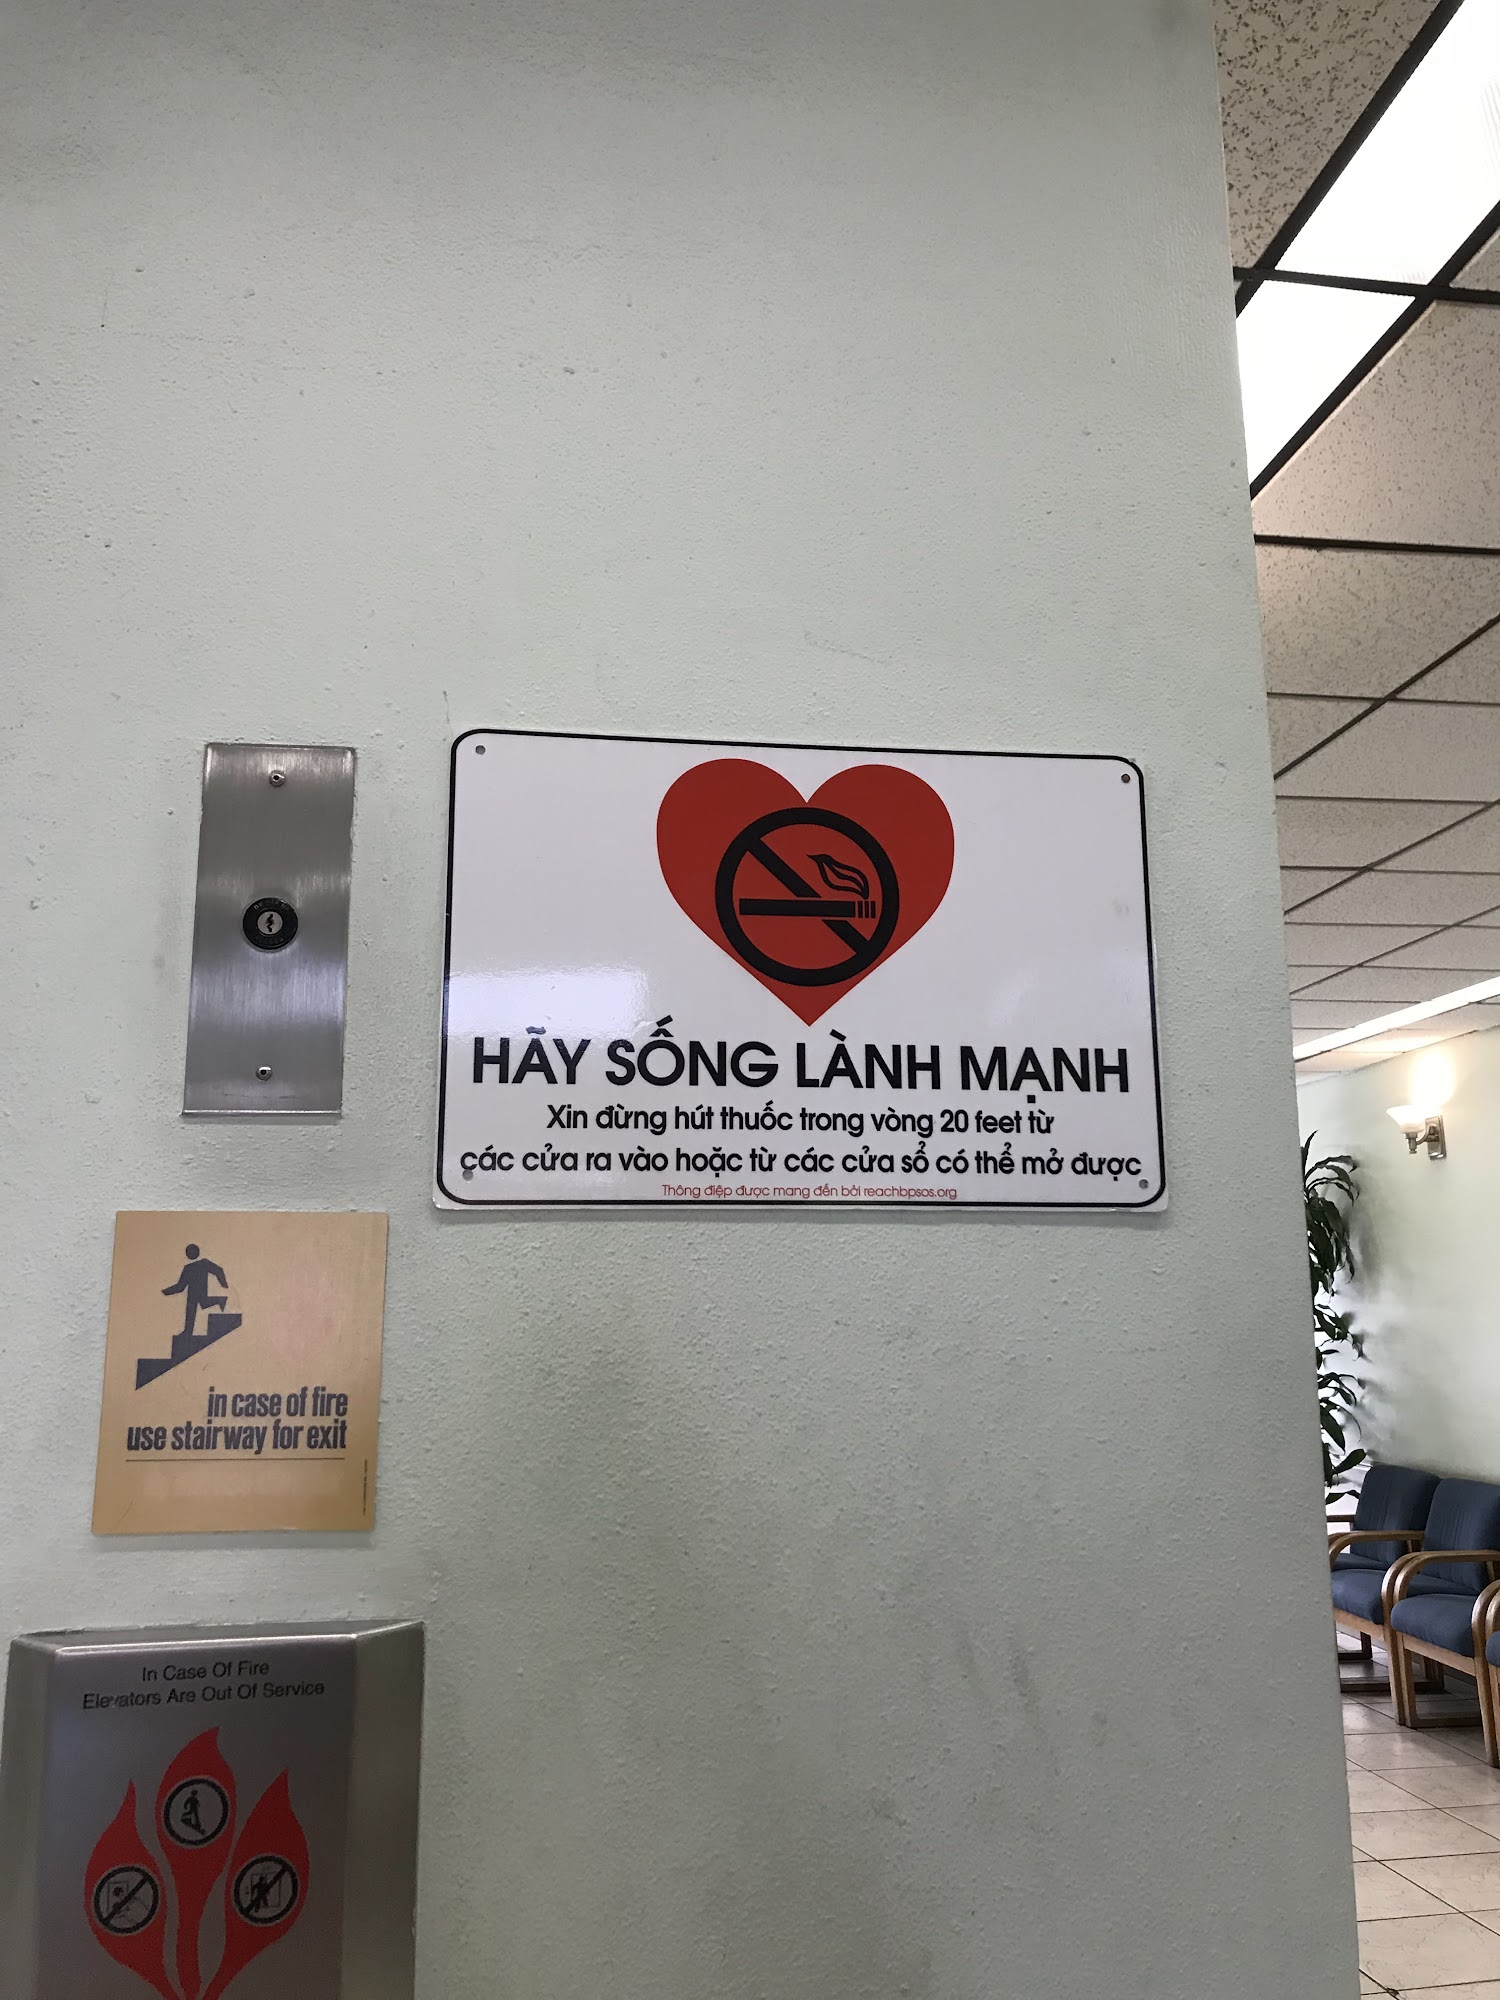 HÃY SỐNG LÀNH MẠNH
Xin đừng hút thuốc trong vòng 20 feet từ
các cửa ra vào hoặc từ các cửa sổ có thể mở được
Thông điệp được mang đến bởi reachbpsos.org
in case of fire
use stairway for exit
In Case Of Fire
Elevators Are Out Of Service